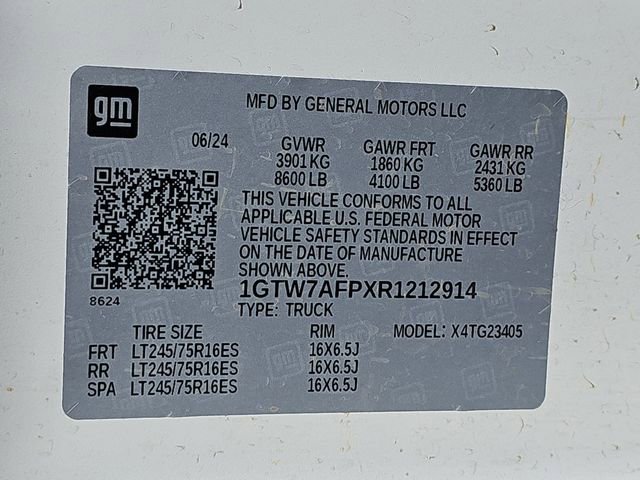 gm
MFD BY GENERAL MOTORS LLC
06/24 GVWR GAWR FRT GAWR RR
3901 KG 1860 KG 2431 KG
8600 LB 4100 LB 5360 LB
THIS VEHICLE CONFORMS TO ALL
APPLICABLE U.S. FEDERAL MOTOR
VEHICLE SAFETY STANDARDS IN EFFECT
ON THE DATE OF MANUFACTURE
SHOWN ABOVE.
8624
1GTW7AFPXR1212914
TYPE: TRUCK
TIRE SIZE RIM MODEL: X4TG23405
FRT LT245/75R16ES 16X6.5J
RR LT245/75R16ES 16X6.5J
SPA LT245/75R16ES 16X6.5J